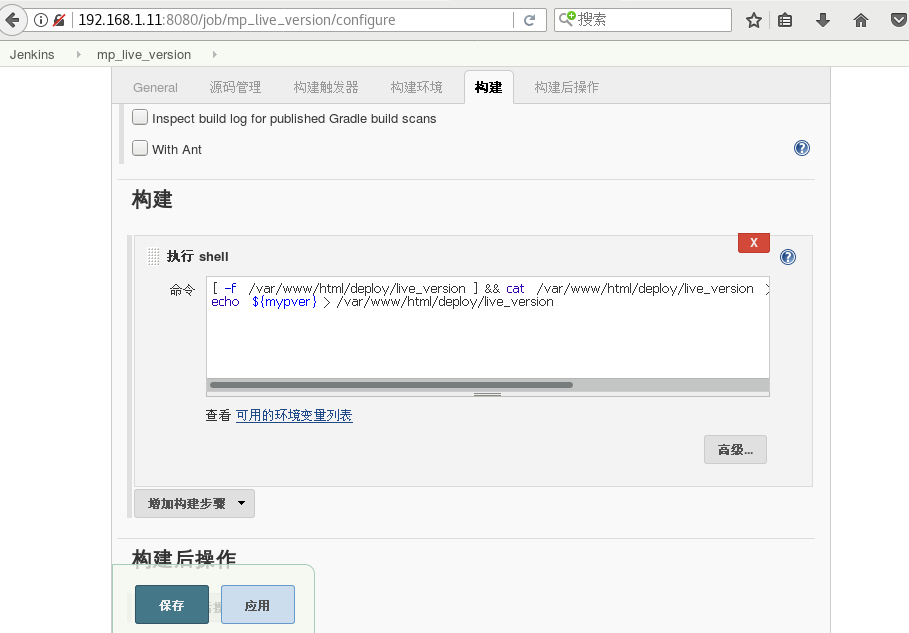 192.168.1.11:8080/job/mp_live_version/configure
搜索
Jenkins
mp_live_version
General
源码管理
构建触发器
构建环境
构建
构建后操作
Inspect build log for published Gradle build scans
With Ant
构建
X
执行 shell
命令
[ -f /var/www/html/deploy/live_version ] && cat /var/www/html/deploy/live_version >
echo ${mypver} > /var/www/html/deploy/live_version
查看 可用的环境变量列表
高级...
增加构建步骤
构建后操作
保存
应用